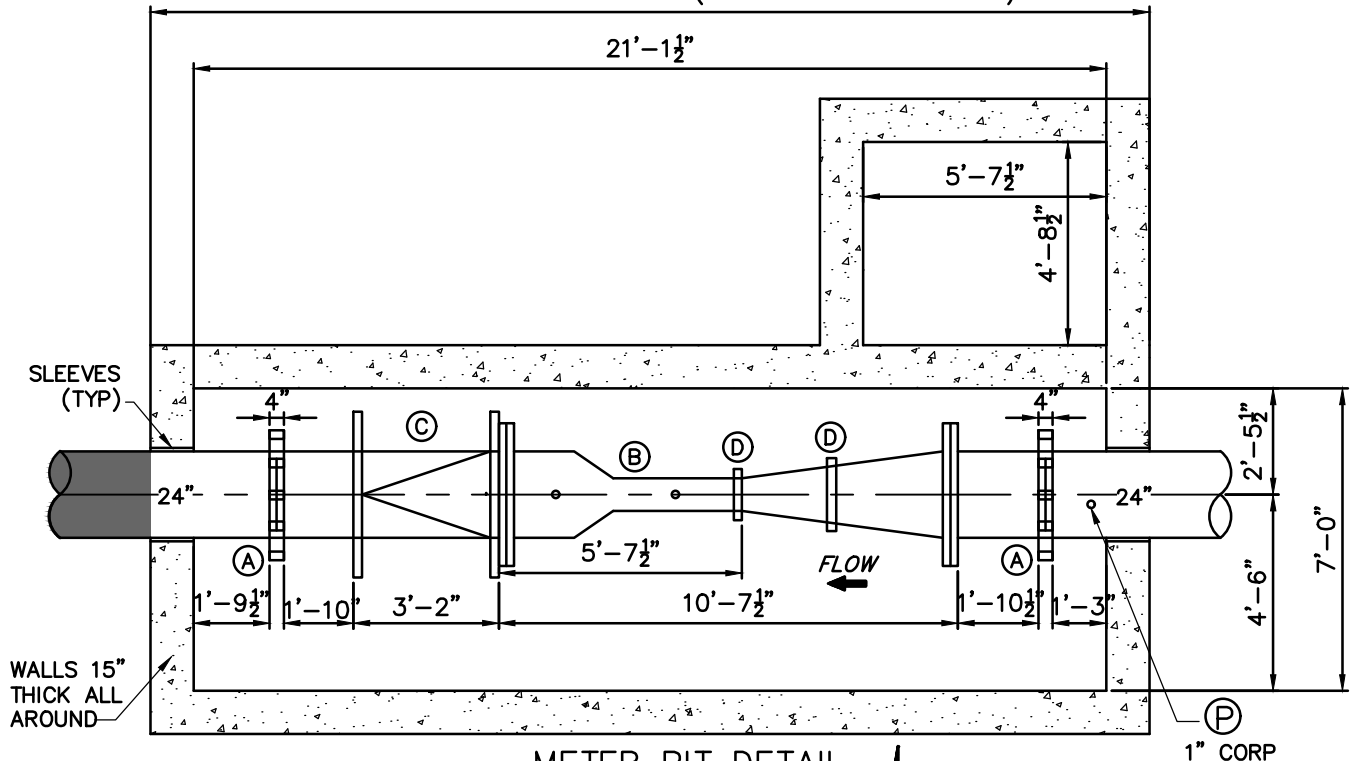 21'-1½"
5'-7½"
4'-8½"
SLEEVES
(TYP)
4"
C
B
D
D
4"
2'-5½"
24"
24"
A
A
5'-7½"
FLOW
7'-0"
4'-6"
1'-9½"
1'-10"
3'-2"
10'-7½"
1'-10½"
1'-3"
WALLS 15"
THICK ALL
AROUND
P
1" CORP
METER PIT DETAIL